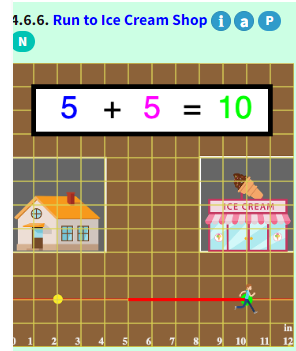 4.6.6. Run to Ice Cream Shop i a P
N
5 + 5 = 10
ICE CREAM
in
0 1 2 3 4 5 6 7 8 9 10 11 12